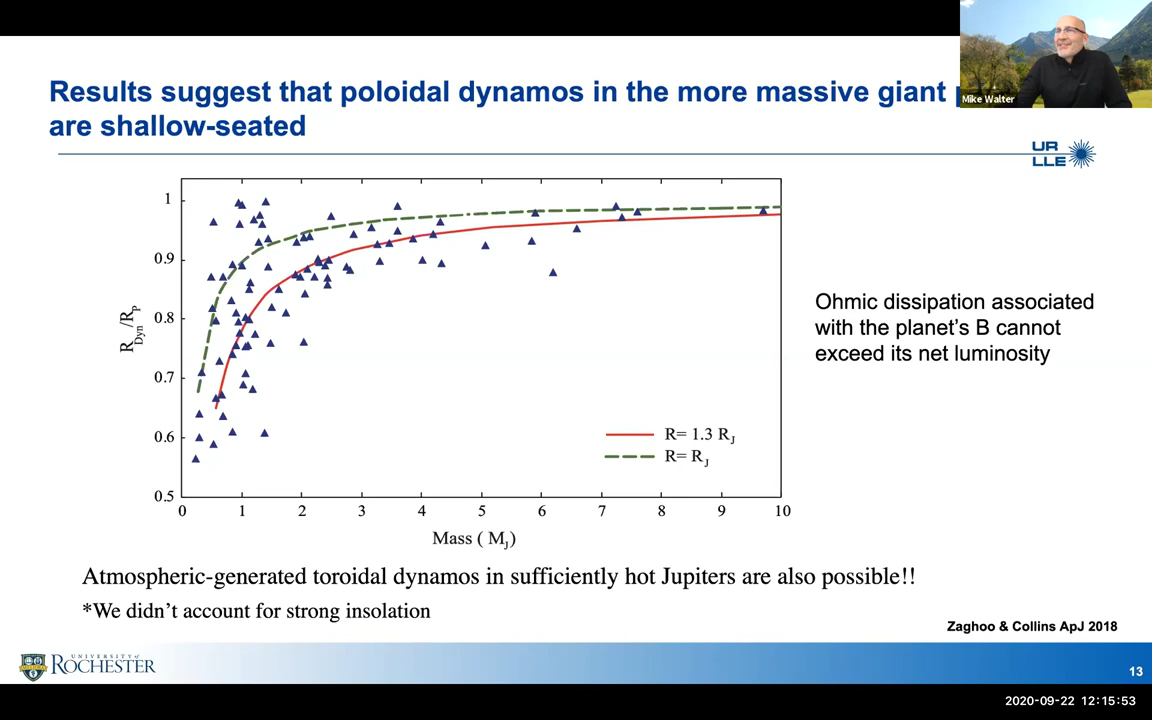 Results suggest that poloidal dynamos in the more massive giant
are shallow-seated
Mike Walter
UR
LLE
1
0.9
0.8
0.7
0.6
0.5
R_Dyn/R_P
0 1 2 3 4 5 6 7 8 9 10
Mass ( M_J)
R= 1.3 R_J
R= R_J
Ohmic dissipation associated
with the planet's B cannot
exceed its net luminosity
Atmospheric-generated toroidal dynamos in sufficiently hot Jupiters are also possible!!
*We didn't account for strong insolation
Zaghoo & Collins ApJ 2018
UNIVERSITY of
ROCHESTER
13
2020-09-22 12:15:53